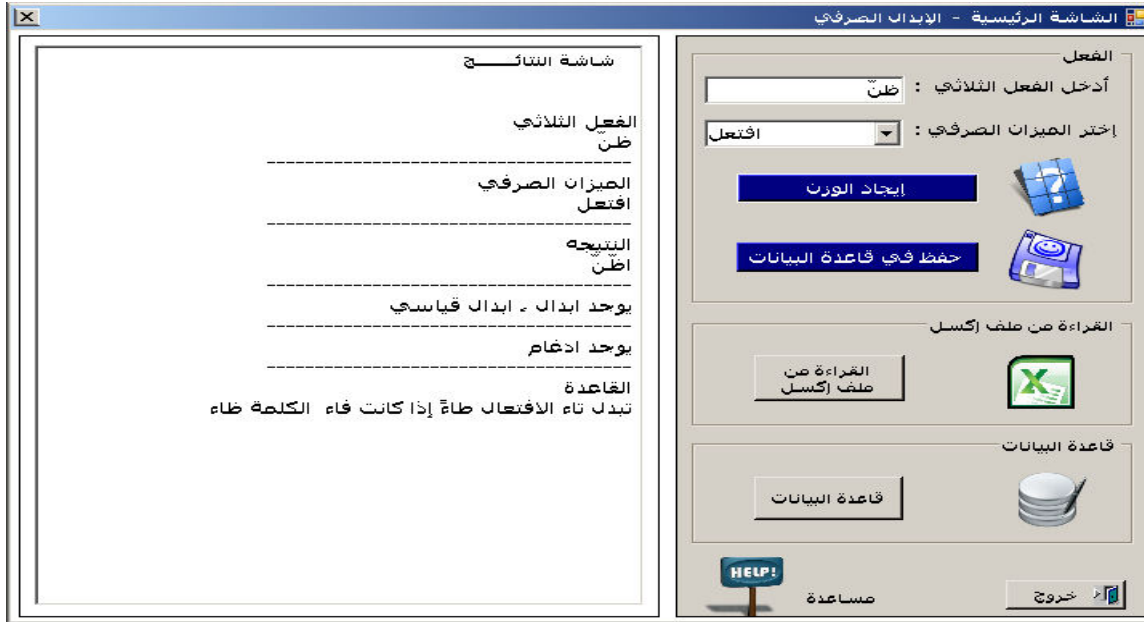 الشاشة الرئيسية - الإبدال الصرفي
الفعل
أدخل الفعل الثلاثي :
ظنّ
إختر الميزان الصرفي :
افتعل
إيجاد الوزن
حفظ في قاعدة البيانات
القراءة من ملف إكسل
القراءة من
ملف إكسل
قاعدة البيانات
قاعدة البيانات
HELP!
مساعدة
خروج
شاشة النتائـــــج
الفعل الثلاثي
ظنّ
--------------------------------------
الميزان الصرفي
افتعل
--------------------------------------
النتيجه
اظّنّ
--------------------------------------
يوجد ابدال - ابدال قياسي
--------------------------------------
يوجد ادغام
--------------------------------------
القاعدة
تبدل تاء الافتعال طاءً إذا كانت فاء الكلمة ظاء